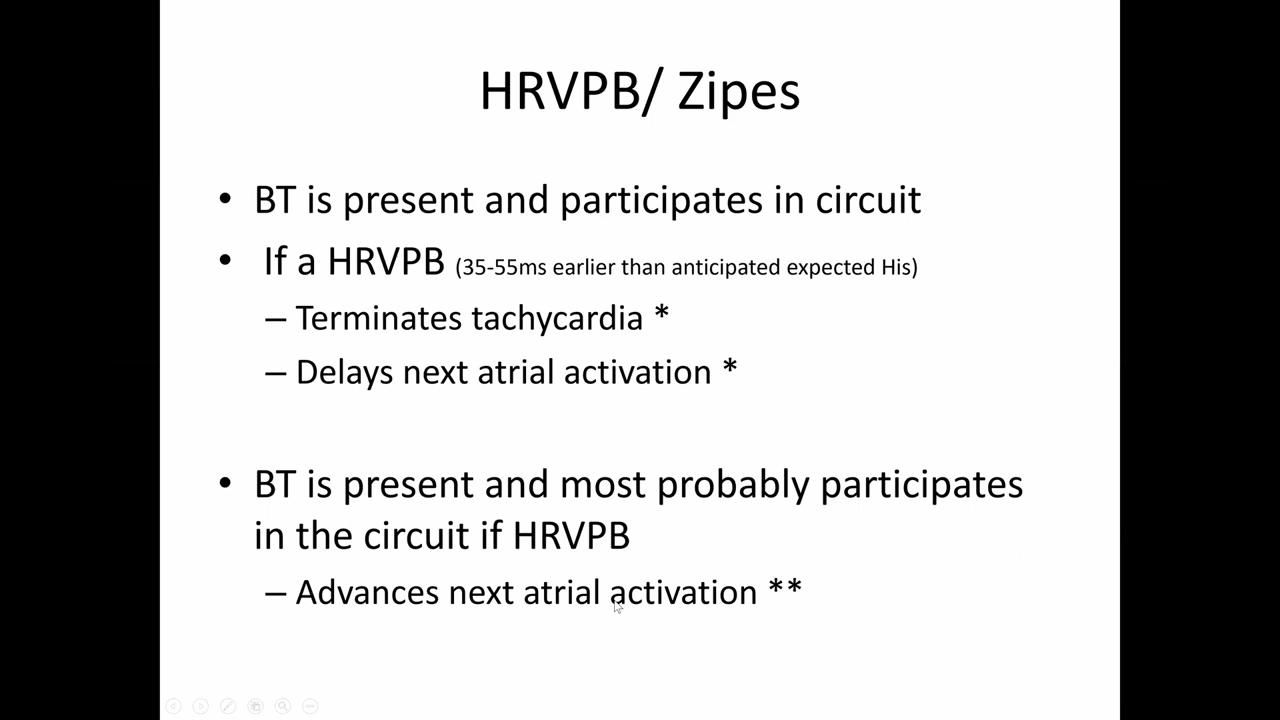 HRVPB/ Zipes
• BT is present and participates in circuit
• If a HRVPB (35-55ms earlier than anticipated expected His)
– Terminates tachycardia *
– Delays next atrial activation *
• BT is present and most probably participates
in the circuit if HRVPB
– Advances next atrial activation **